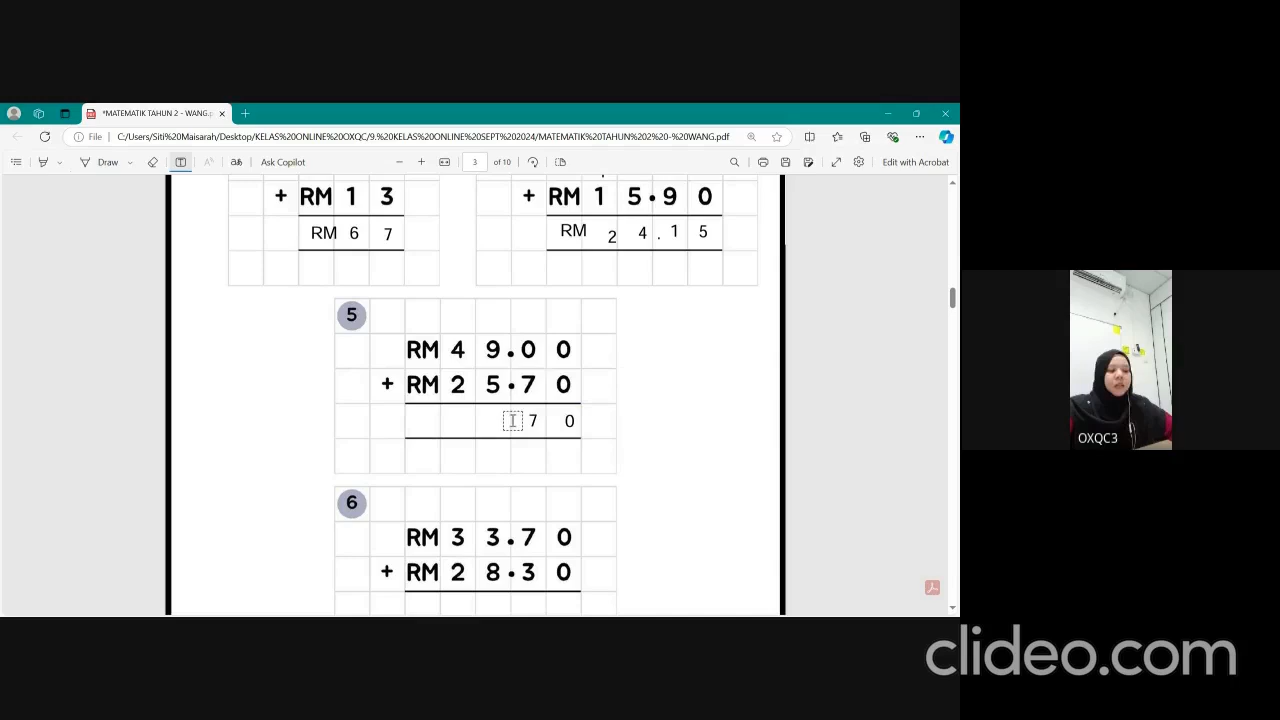 *MATEMATIK TAHUN 2 - WANG.p
File C:/Users/Siti%20Maisarah/Desktop/KELAS%20ONLINE%20OXQC/9.%20KELAS%20ONLINE%20SEPT%202024/MATEMATIK%20TAHUN%202%20-%20WANG.pdf
Draw Ask Copilot 3 of 10 Edit with Acrobat
+ RM 1 3
RM 6 7
+ RM 1 5.9 0
RM 2 4.1 5
5
RM 4 9.0 0
+ RM 2 5.7 0
7 0
6
RM 3 3.7 0
+ RM 2 8.3 0
OXQC3
clideo.com